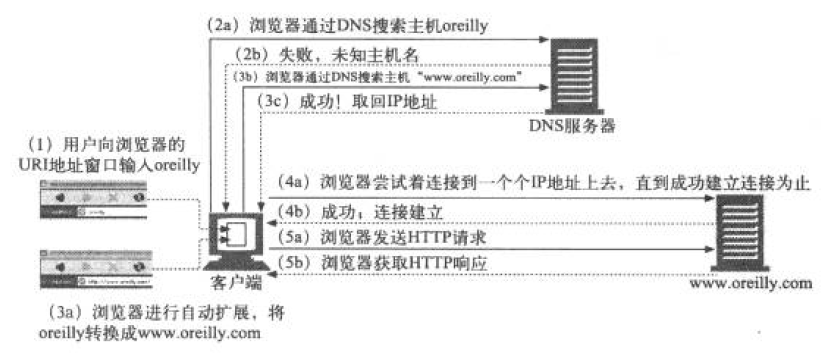 (2a) 浏览器通过DNS搜索主机oreilly
(2b) 失败，未知主机名
(3b) 浏览器通过DNS搜索主机“www.oreilly.com”
(3c) 成功！取回IP地址
DNS服务器
(1) 用户向浏览器的
URI地址窗口输入oreilly
(4a) 浏览器尝试着连接到一个个IP地址上去，直到成功建立连接为止
(4b) 成功；连接建立
(5a) 浏览器发送HTTP请求
(5b) 浏览器获取HTTP响应
客户端
www.oreilly.com
(3a) 浏览器进行自动扩展，将
oreilly转换成www.oreilly.com